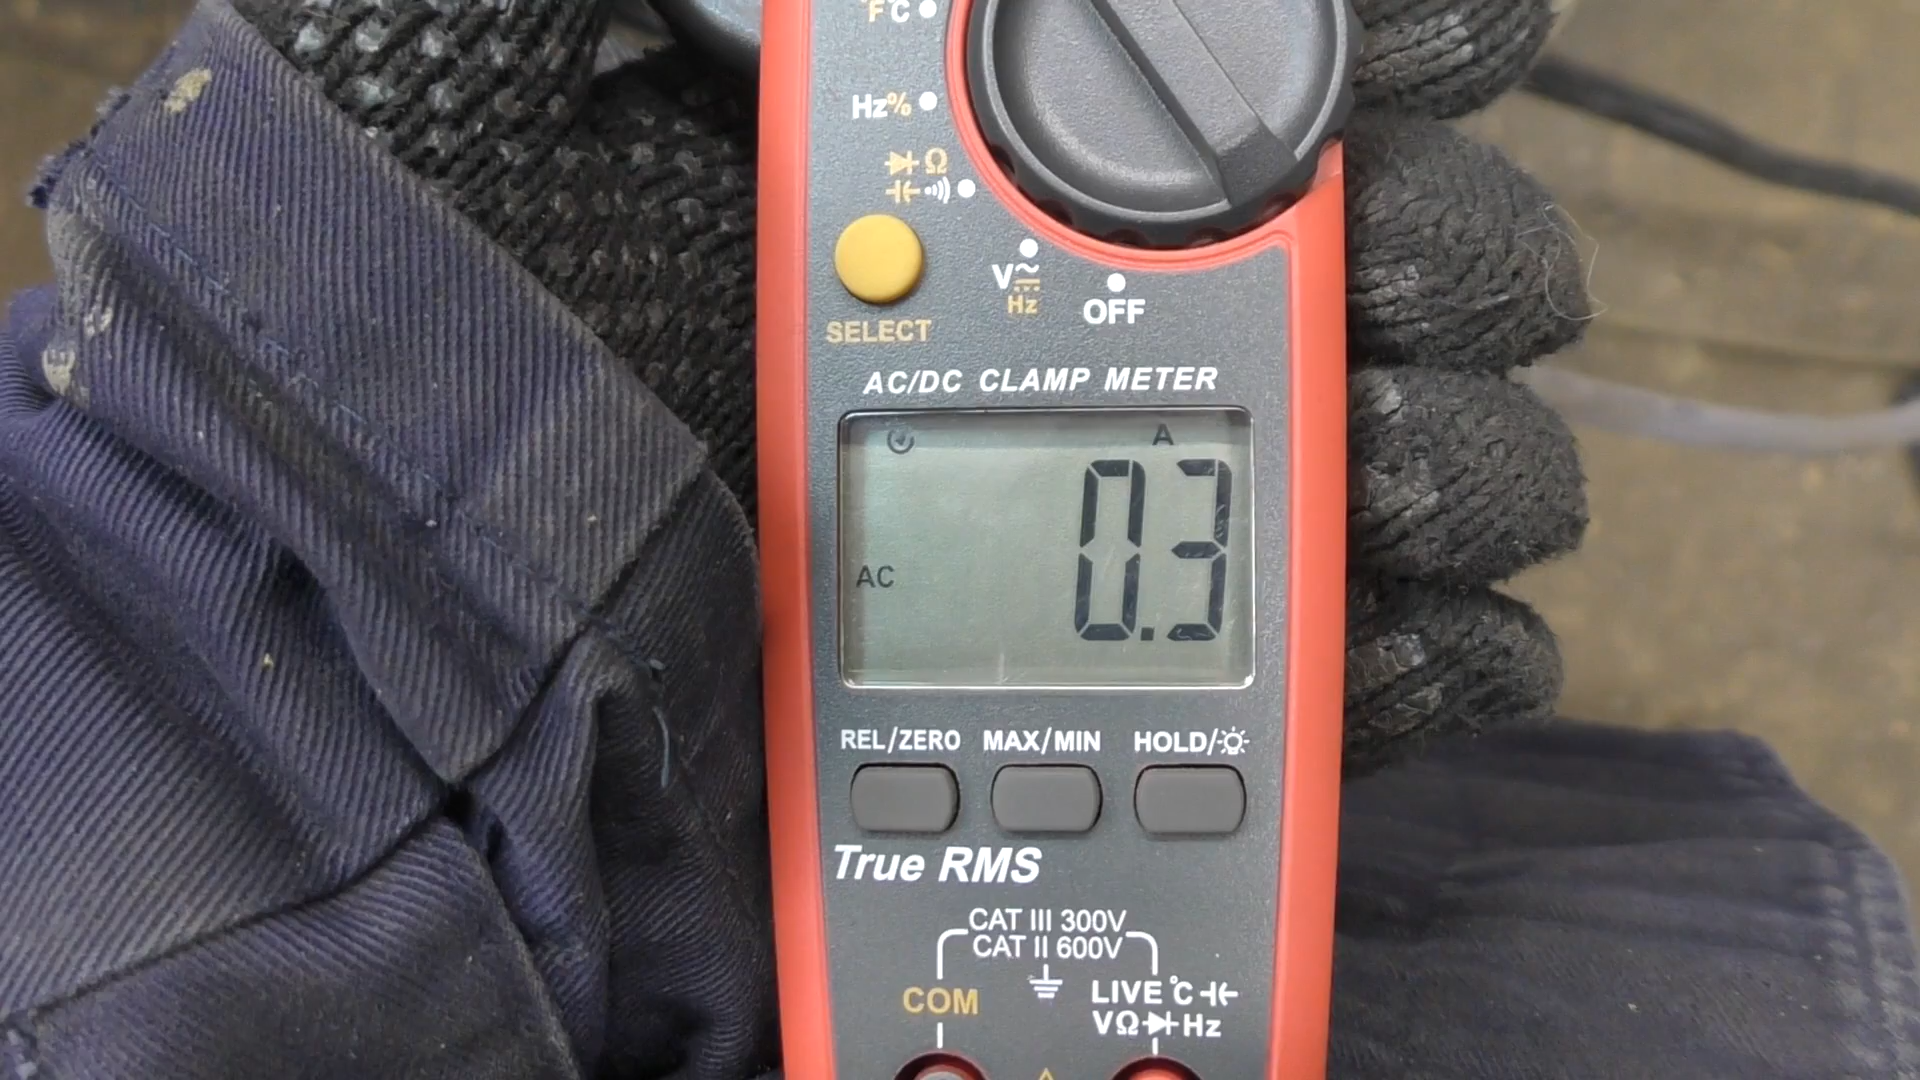 °F°C
Hz%
Ω
SELECT
V Hz
OFF
AC/DC CLAMP METER
A
AC
0.3
REL/ZERO MAX/MIN HOLD/
True RMS
CAT III 300V
CAT II 600V
COM
LIVE °C
VΩ Hz